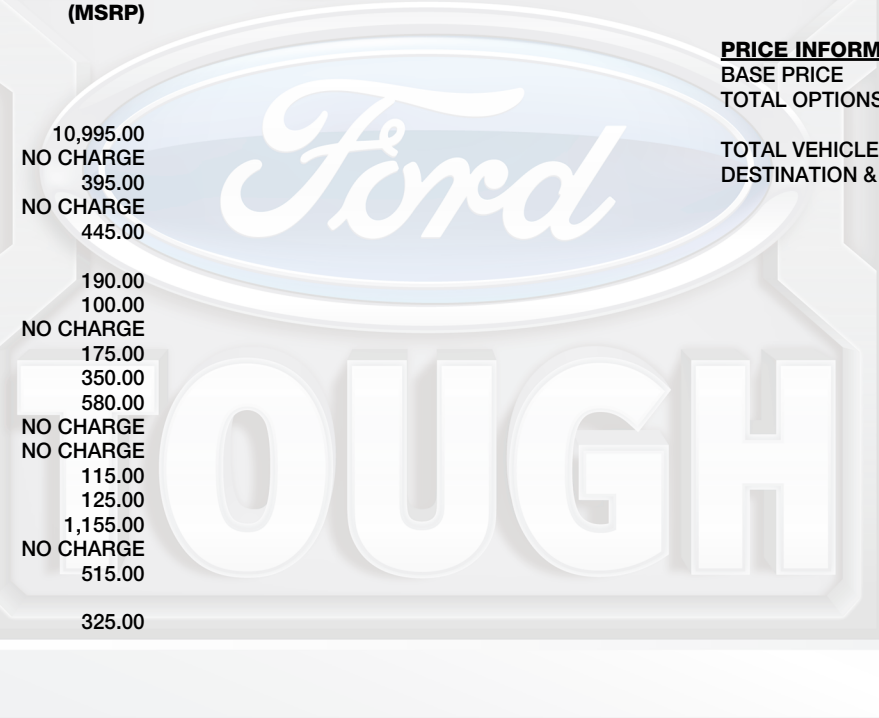 (MSRP)
10,995.00
NO CHARGE
395.00
NO CHARGE
445.00
190.00
100.00
NO CHARGE
175.00
350.00
580.00
NO CHARGE
NO CHARGE
115.00
125.00
1,155.00
NO CHARGE
515.00
325.00
PRICE INFORM
BASE PRICE
TOTAL OPTIONS
TOTAL VEHICLE
DESTINATION &
Ford
TOUGH